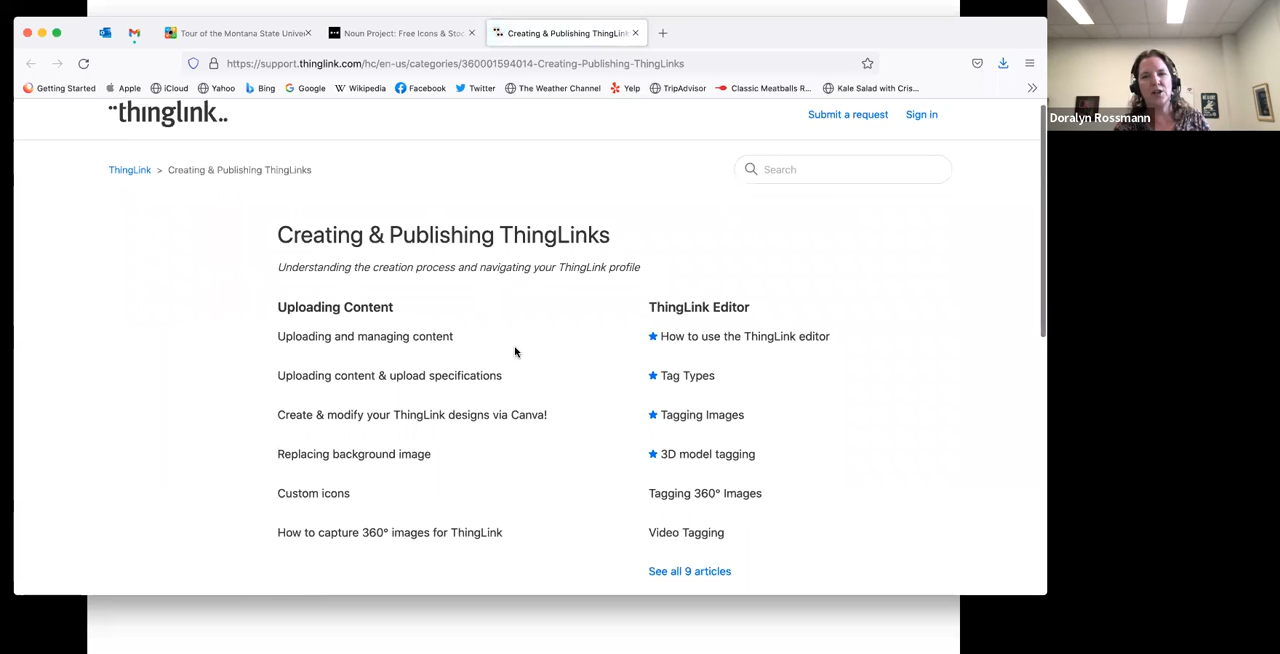 Tour of the Montana State Univer
Noun Project: Free Icons & Stoc
Creating & Publishing ThingLink
https://support.thinglink.com/hc/en-us/categories/360001594014-Creating-Publishing-ThingLinks
Getting Started Apple iCloud Yahoo Bing Google Wikipedia Facebook Twitter The Weather Channel Yelp TripAdvisor Classic Meatballs R... Kale Salad with Cris...
Doralyn Rossmann
¨thinglink..
Submit a request Sign in
ThingLink > Creating & Publishing ThingLinks
Search
Creating & Publishing ThingLinks
Understanding the creation process and navigating your ThingLink profile
Uploading Content
Uploading and managing content
Uploading content & upload specifications
Create & modify your ThingLink designs via Canva!
Replacing background image
Custom icons
How to capture 360° images for ThingLink
ThingLink Editor
★ How to use the ThingLink editor
★ Tag Types
★ Tagging Images
★ 3D model tagging
Tagging 360° Images
Video Tagging
See all 9 articles